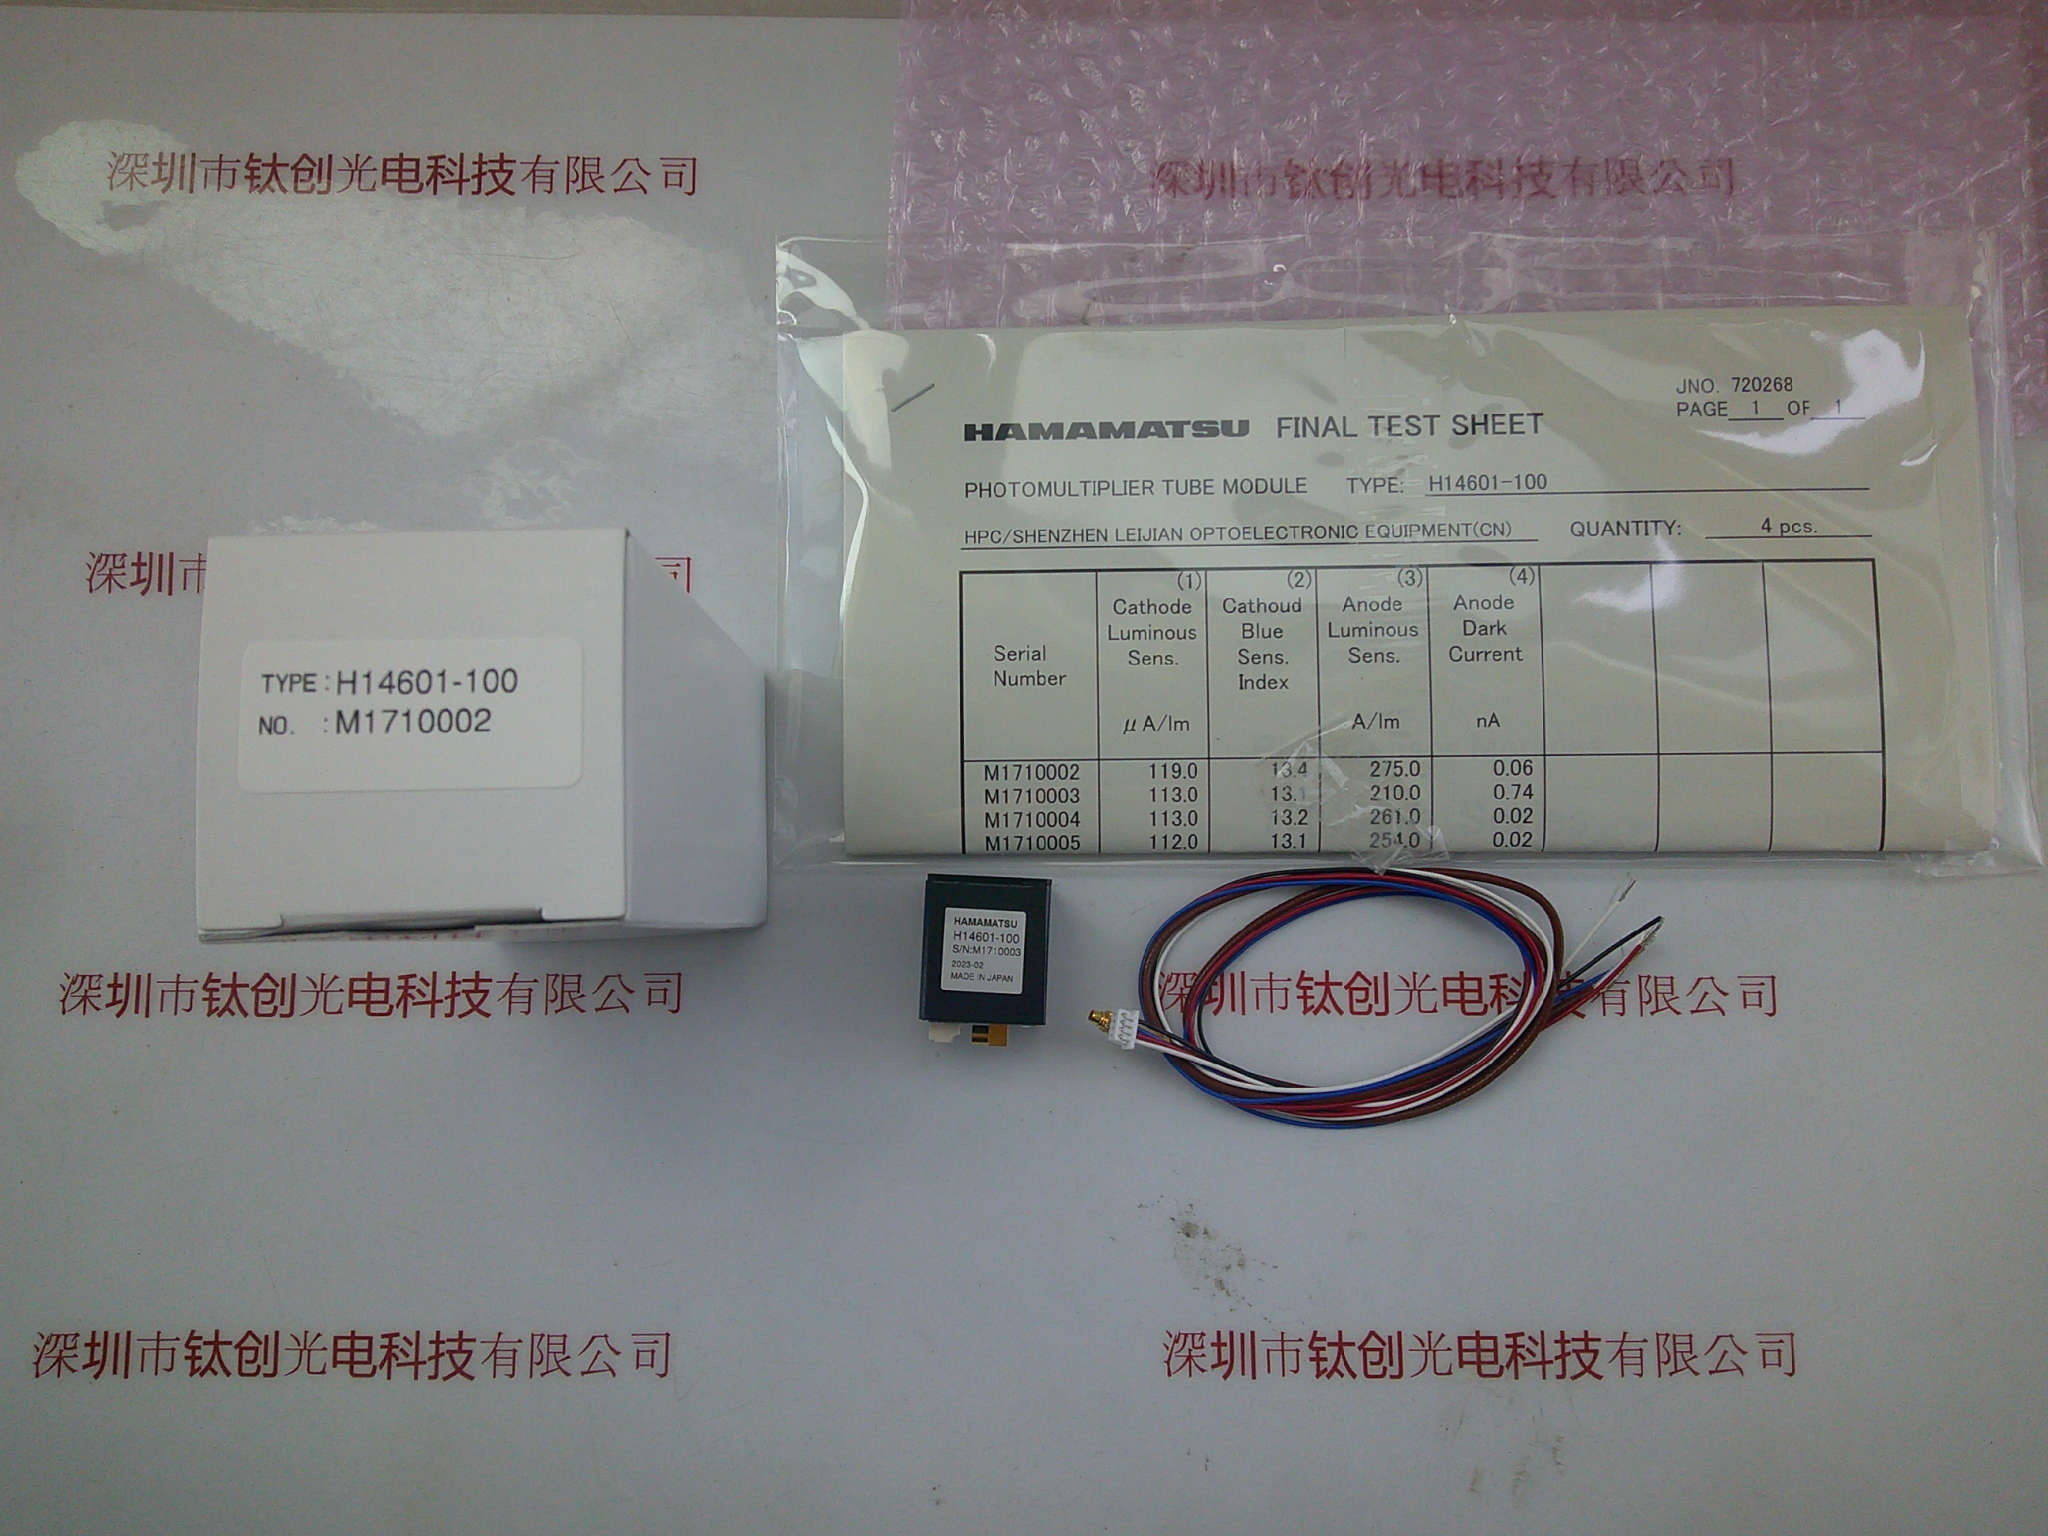 深圳市钛创光电科技有限公司
深圳市钛创光电科技有限公司
JNO. 720268
PAGE 1 OF 1
HAMAMATSU FINAL TEST SHEET
PHOTOMULTIPLIER TUBE MODULE TYPE: H14601-100
HPC/SHENZHEN LEIJIAN OPTOELECTRONIC EQUIPMENT(CN) QUANTITY: 4 pcs.
(1) (2) (3) (4)
Serial Number
Cathode Luminous Sens. μA/lm
Cathoud Blue Sens. Index
Anode Luminous Sens. A/lm
Anode Dark Current nA
M1710002 119.0 13.4 275.0 0.06
M1710003 113.0 13.1 210.0 0.74
M1710004 113.0 13.2 261.0 0.02
M1710005 112.0 13.1 254.0 0.02
深圳市
司
TYPE : H14601-100
NO. : M1710002
HAMAMATSU
H14601-100
S/N:M1710003
2023-02
MADE IN JAPAN
深圳市钛创光电科技有限公司
深圳市钛创光电科技有限公司
深圳市钛创光电科技有限公司
深圳市钛创光电科技有限公司